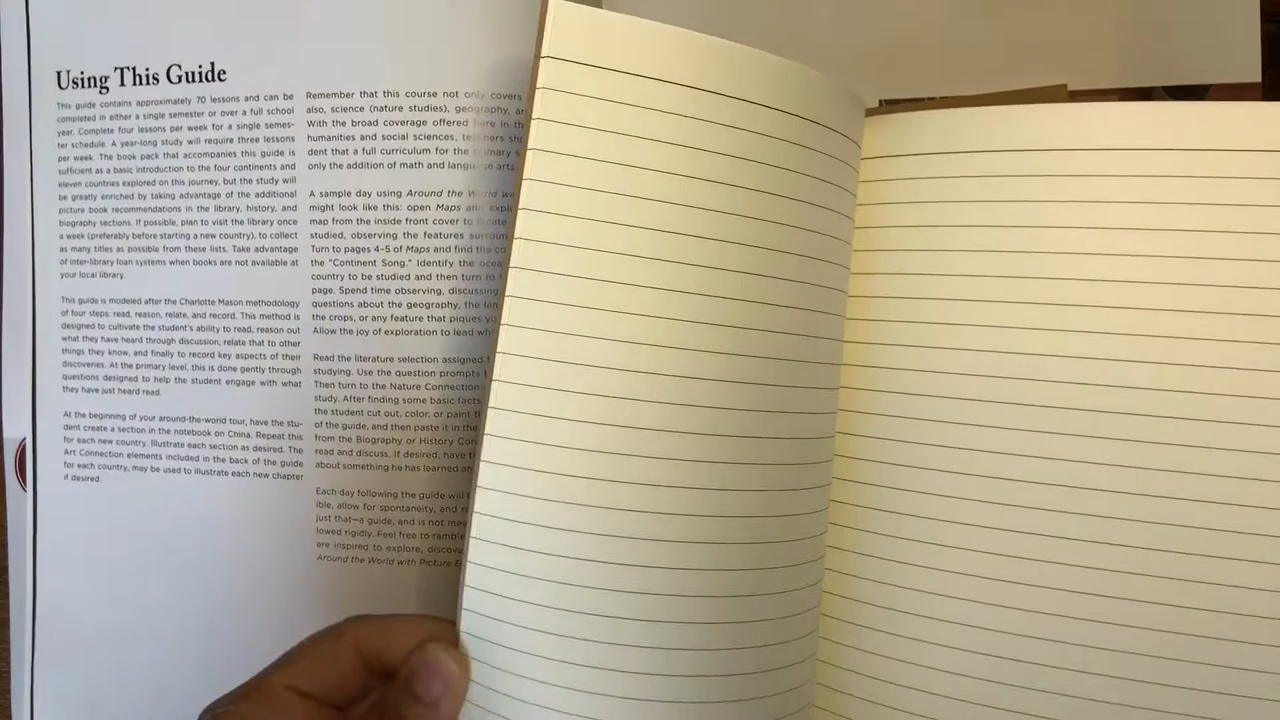 Using This Guide
This guide contains approximately 70 lessons and can be
completed in either a single semester or over a full school
year. Complete four lessons per week for a single semes-
ter schedule. A year-long study will require three lessons
per week. The book pack that accompanies this guide is
sufficient as a basic introduction to the four continents and
eleven countries explored on this journey, but the study will
be greatly enriched by taking advantage of the additional
picture book recommendations in the library, history, and
biography sections. If possible, plan to visit the library once
a week (preferably before starting a new country), to collect
as many titles as possible from these lists. Take advantage
of inter-library loan systems when books are not available at
your local library.
This guide is modeled after the Charlotte Mason methodology
of four steps: read, reason, relate, and record. This method is
designed to cultivate the student's ability to read, reason out
what they have heard through discussion, relate that to other
things they know, and finally to record key aspects of their
discoveries. At the primary level, this is done gently through
questions designed to help the student engage with what
they have just heard read.
At the beginning of your around-the-world tour, have the stu-
dent create a section in the notebook on China. Repeat this
for each new country. Illustrate each section as desired. The
Art Connection elements included in the back of the guide
for each country, may be used to illustrate each new chapter
if desired.
Remember that this course not only covers
also, science (nature studies), geography,
With the broad coverage offered here in
humanities and social sciences, teachers
dent that a full curriculum for the primary
only the addition of math and language arts
A sample day using Around the World
might look like this: open Maps and
map from the inside front cover to locate
studied, observing the features
Turn to pages 4–5 of Maps and find the
the "Continent Song." Identify the
country to be studied and then turn to
page. Spend time observing, discussing,
questions about the geography, the
the crops, or any feature that piques
Allow the joy of exploration to lead
Read the literature selection assigned
studying. Use the question prompts
Then turn to the Nature Connection
study. After finding some basic facts
the student cut out, color, or paint
of the guide, and then paste it in the
from the Biography or History
read and discuss. If desired, have
about something he has learned
Each day following the guide will
ible, allow for spontaneity, and
just that—a guide, and is not
lowed rigidly. Feel free to ramble
are inspired to explore,
Around the World with Picture